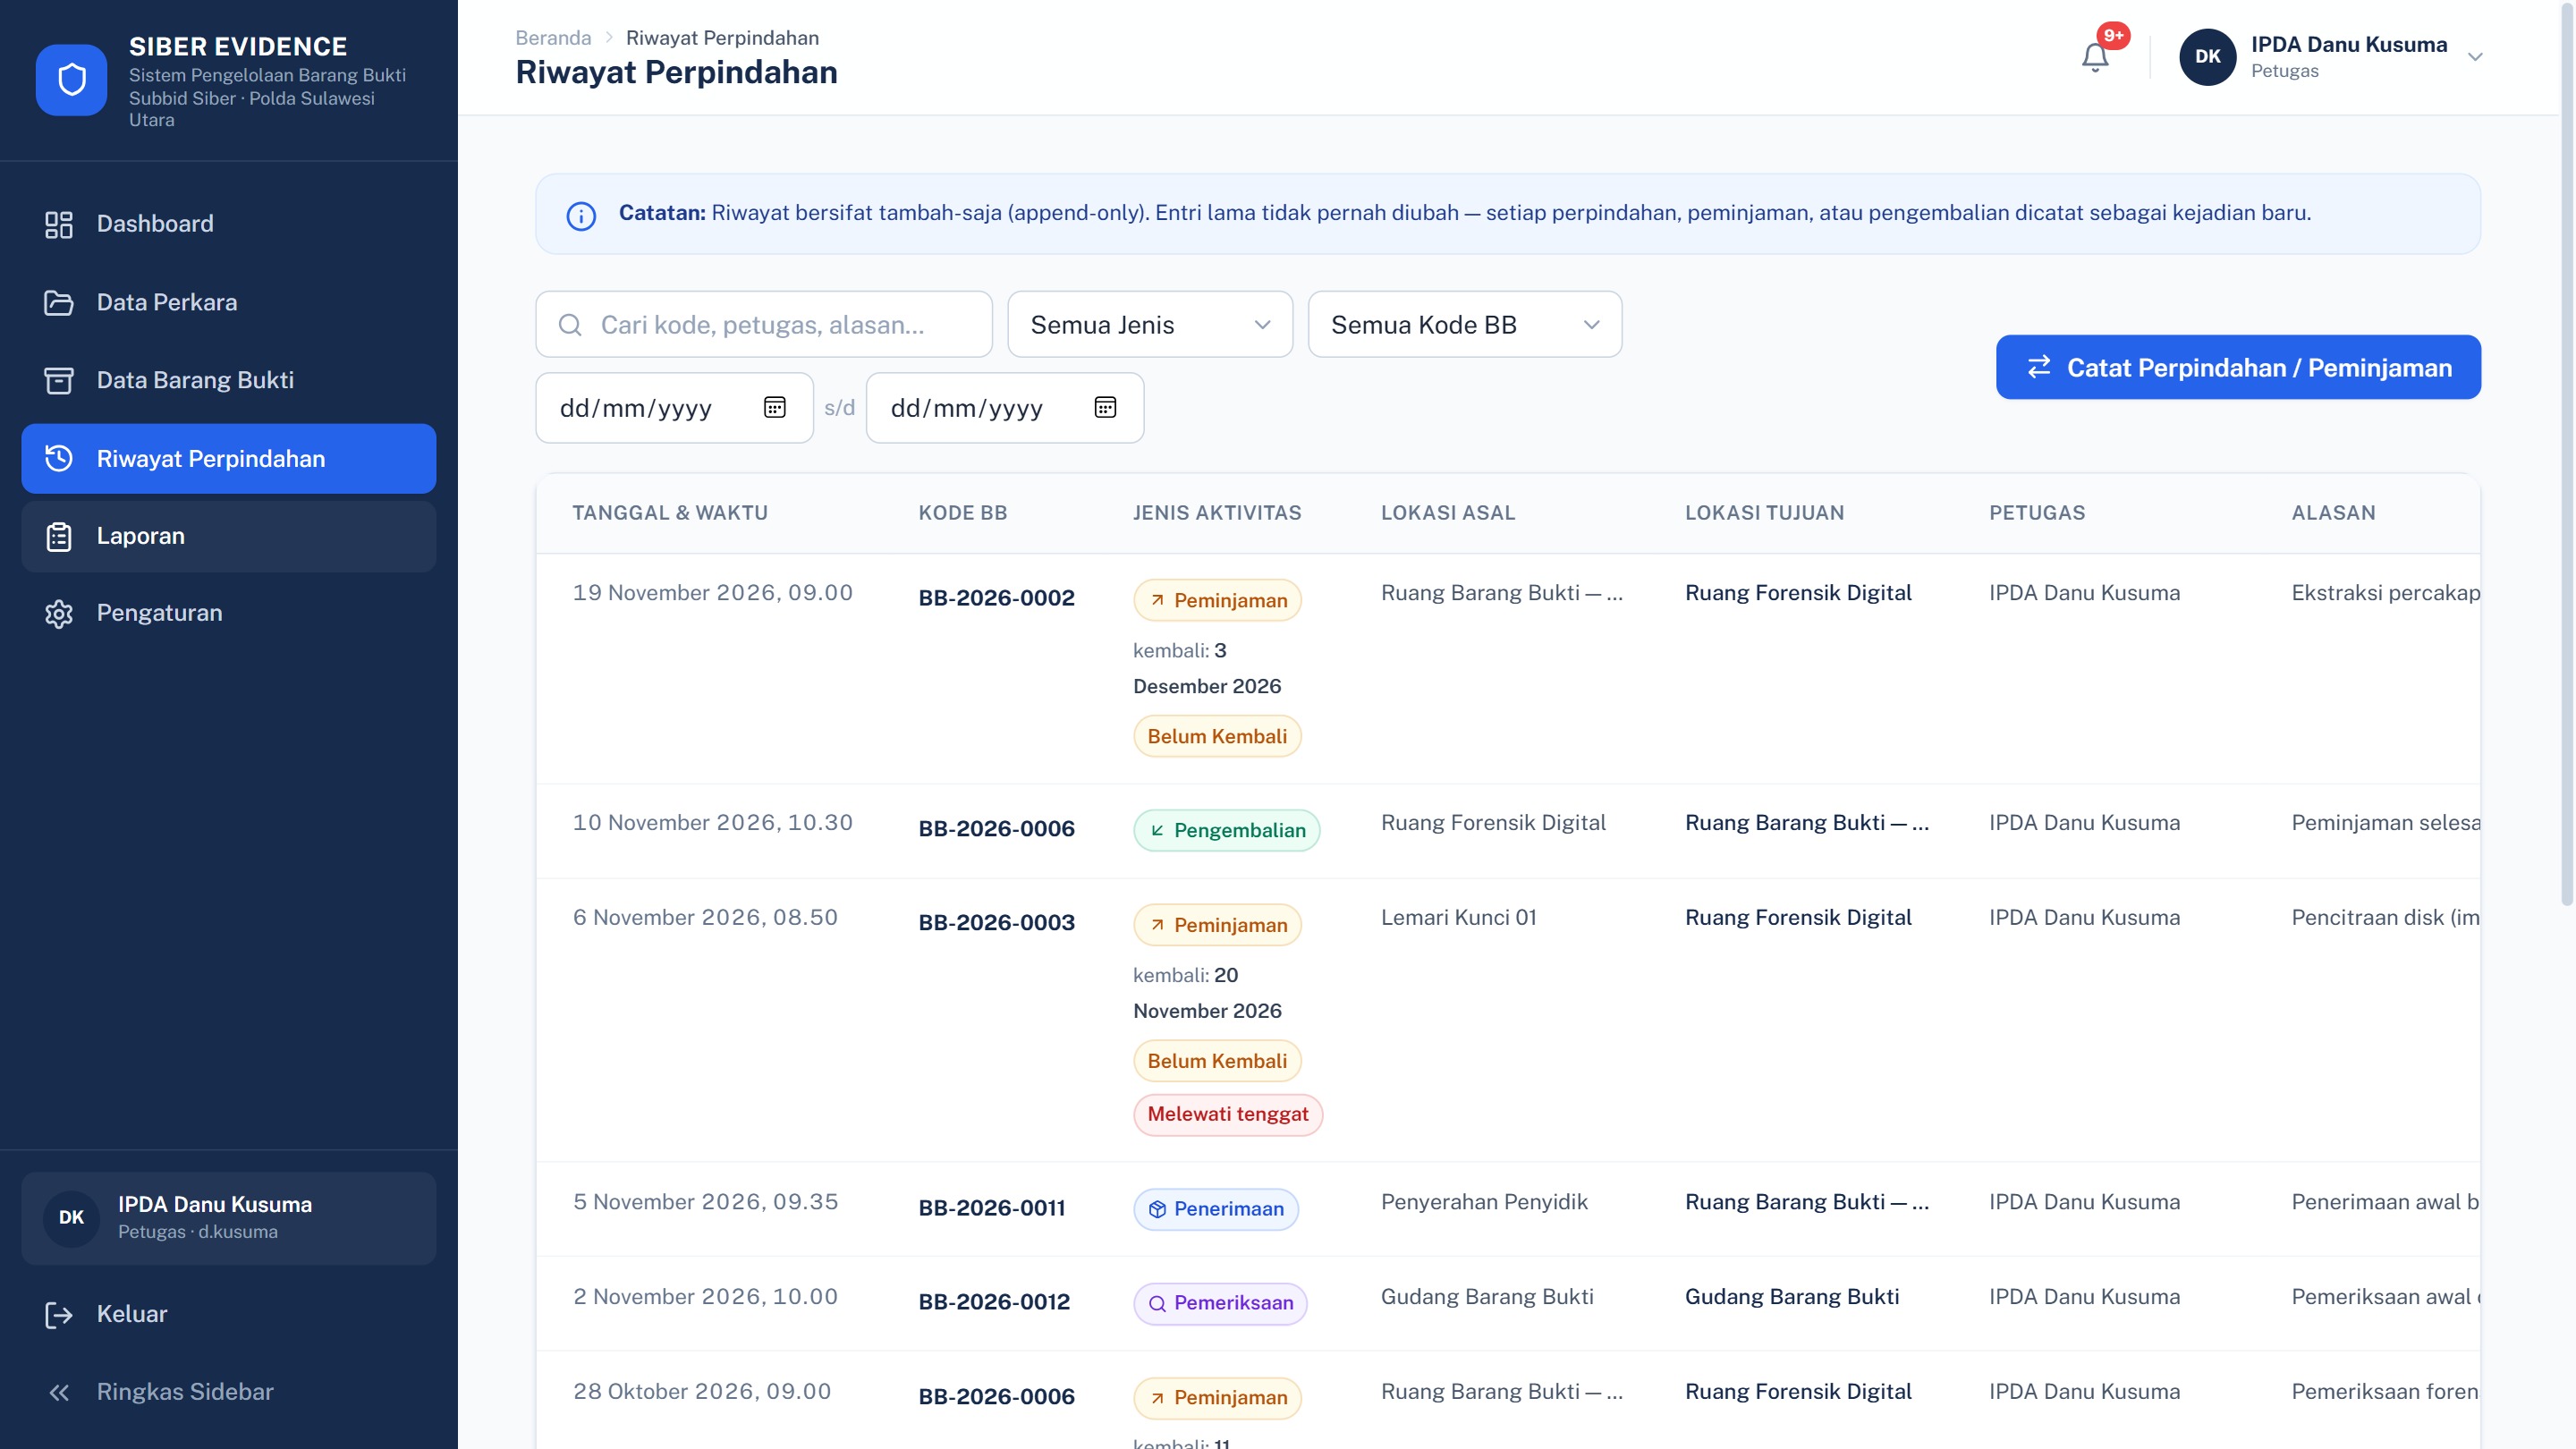 SIBER EVIDENCE
Sistem Pengelolaan Barang Bukti
Subbid Siber · Polda Sulawesi
Utara
Dashboard
Data Perkara
Data Barang Bukti
Riwayat Perpindahan
Laporan
Pengaturan
DK
IPDA Danu Kusuma
Petugas · d.kusuma
Keluar
Ringkas Sidebar
Beranda > Riwayat Perpindahan
Riwayat Perpindahan
9+
DK
IPDA Danu Kusuma
Petugas
Catatan: Riwayat bersifat tambah-saja (append-only). Entri lama tidak pernah diubah — setiap perpindahan, peminjaman, atau pengembalian dicatat sebagai kejadian baru.
Cari kode, petugas, alasan...
Semua Jenis
Semua Kode BB
dd/mm/yyyy s/d dd/mm/yyyy
Catat Perpindahan / Peminjaman
TANGGAL & WAKTU KODE BB JENIS AKTIVITAS LOKASI ASAL LOKASI TUJUAN PETUGAS ALASAN
19 November 2026, 09.00 BB-2026-0002 Peminjaman Ruang Barang Bukti — ... Ruang Forensik Digital IPDA Danu Kusuma Ekstraksi percakap
kembali: 3
Desember 2026
Belum Kembali
10 November 2026, 10.30 BB-2026-0006 Pengembalian Ruang Forensik Digital Ruang Barang Bukti — ... IPDA Danu Kusuma Peminjaman selesa
6 November 2026, 08.50 BB-2026-0003 Peminjaman Lemari Kunci 01 Ruang Forensik Digital IPDA Danu Kusuma Pencitraan disk (im
kembali: 20
November 2026
Belum Kembali
Melewati tenggat
5 November 2026, 09.35 BB-2026-0011 Penerimaan Penyerahan Penyidik Ruang Barang Bukti — ... IPDA Danu Kusuma Penerimaan awal b
2 November 2026, 10.00 BB-2026-0012 Pemeriksaan Gudang Barang Bukti Gudang Barang Bukti IPDA Danu Kusuma Pemeriksaan awal
28 Oktober 2026, 09.00 BB-2026-0006 Peminjaman Ruang Barang Bukti — ... Ruang Forensik Digital IPDA Danu Kusuma Pemeriksaan foren
kembali: 11